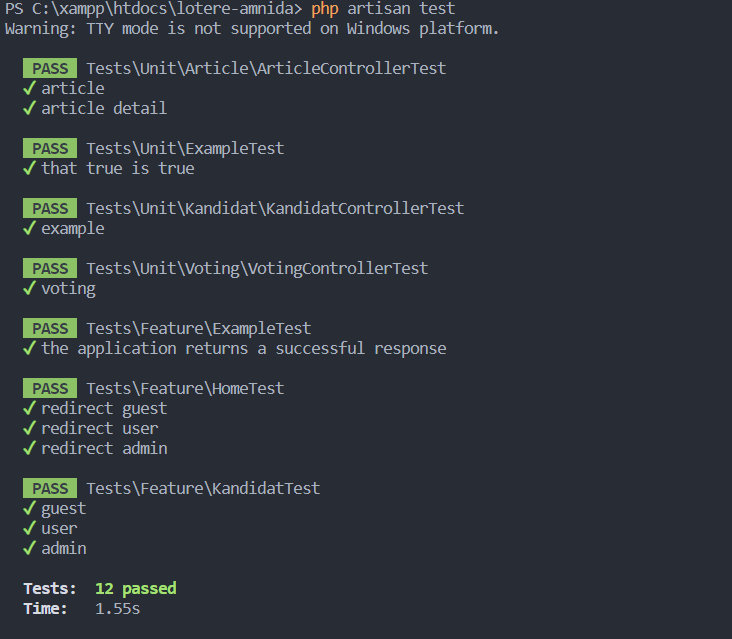 PS C:\xampp\htdocs\lotere-amnida> php artisan test
Warning: TTY mode is not supported on Windows platform.
PASS Tests\Unit\Article\ArticleControllerTest
✓ article
✓ article detail
PASS Tests\Unit\ExampleTest
✓ that true is true
PASS Tests\Unit\Kandidat\KandidatControllerTest
✓ example
PASS Tests\Unit\Voting\VotingControllerTest
✓ voting
PASS Tests\Feature\ExampleTest
✓ the application returns a successful response
PASS Tests\Feature\HomeTest
✓ redirect guest
✓ redirect user
✓ redirect admin
PASS Tests\Feature\KandidatTest
✓ guest
✓ user
✓ admin
Tests: 12 passed
Time: 1.55s